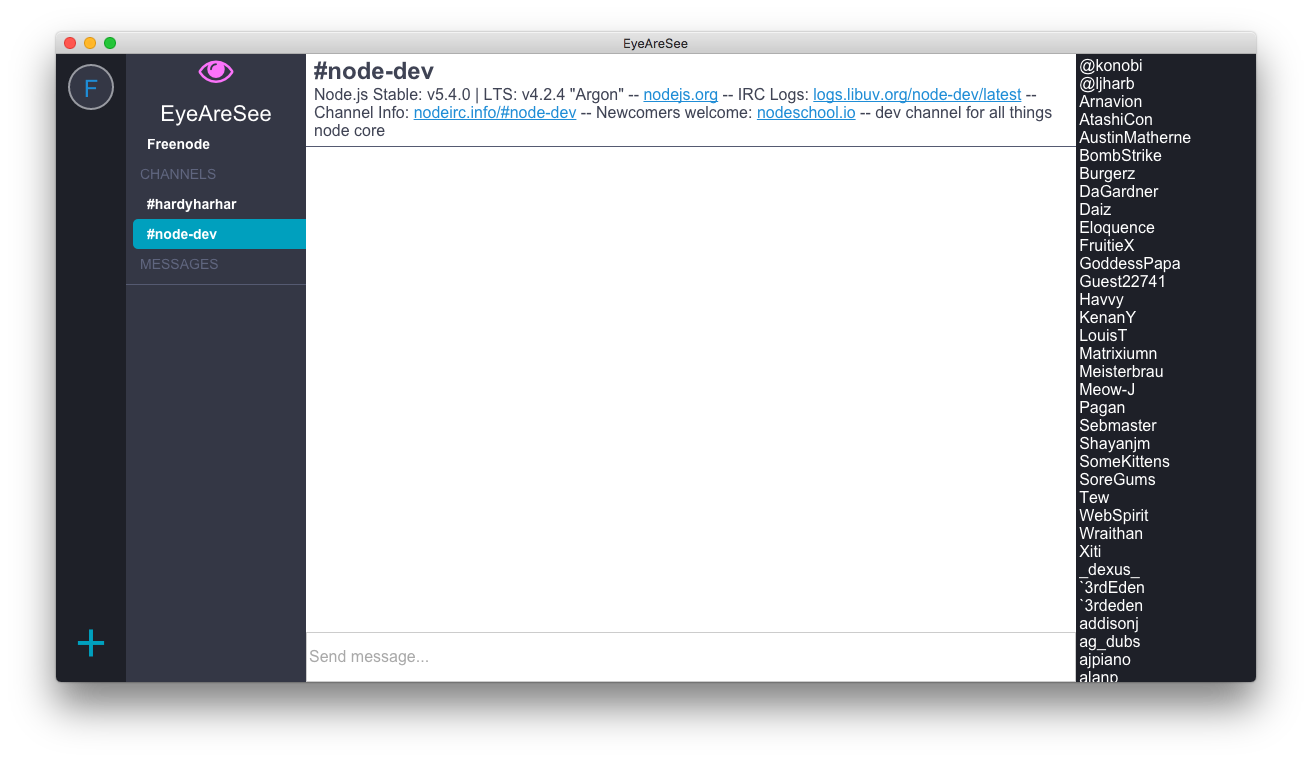 EyeAreSee
F
EyeAreSee
Freenode
CHANNELS
#hardyharhar
#node-dev
MESSAGES
#node-dev
Node.js Stable: v5.4.0 | LTS: v4.2.4 "Argon" -- nodejs.org -- IRC Logs: logs.libuv.org/node-dev/latest --
Channel Info: nodeirc.info/#node-dev -- Newcomers welcome: nodeschool.io -- dev channel for all things
node core
Send message...
@konobi
@ljharb
Arnavion
AtashiCon
AustinMatherne
BombStrike
Burgerz
DaGardner
Daiz
Eloquence
FruitieX
GoddessPapa
Guest22741
Havvy
KenanY
LouisT
Matrixiumn
Meisterbrau
Meow-J
Pagan
Sebmaster
Shayanjm
SomeKittens
SoreGums
Tew
WebSpirit
Wraithan
Xiti
_dexus_
`3rdEden
`3rdeden
addisonj
ag_dubs
ajpiano
alanp